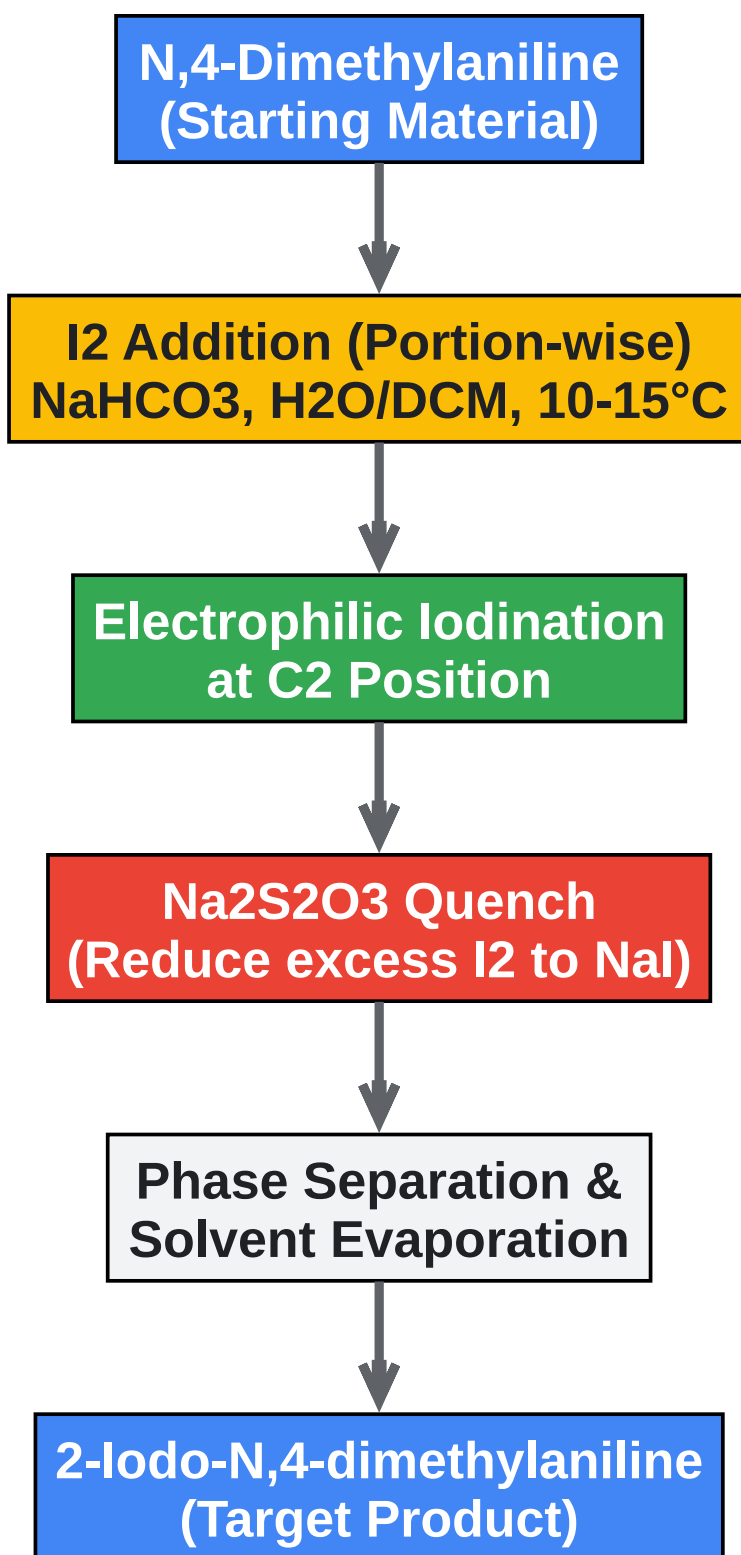 N,4-Dimethylaniline
(Starting Material)
I2 Addition (Portion-wise)
NaHCO3, H2O/DCM, 10-15°C
Electrophilic Iodination
at C2 Position
Na2S2O3 Quench
(Reduce excess I2 to NaI)
Phase Separation &
Solvent Evaporation
2-Iodo-N,4-dimethylaniline
(Target Product)